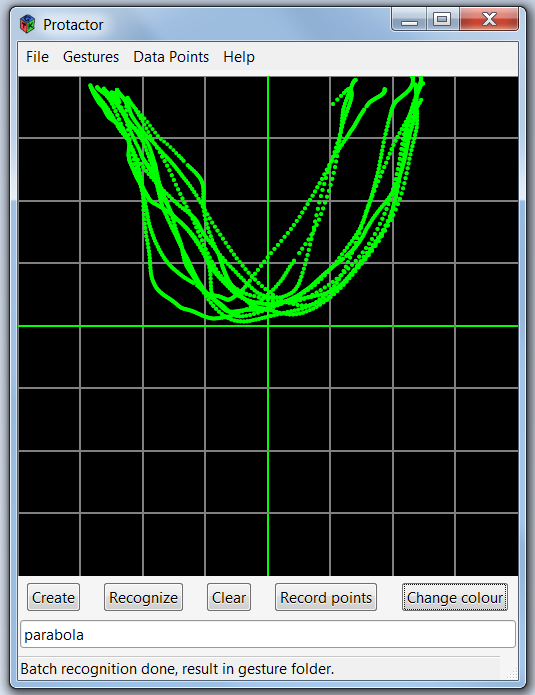 Protactor
File Gestures Data Points Help
Create Recognize Clear Record points Change colour
parabola
Batch recognition done, result in gesture folder.